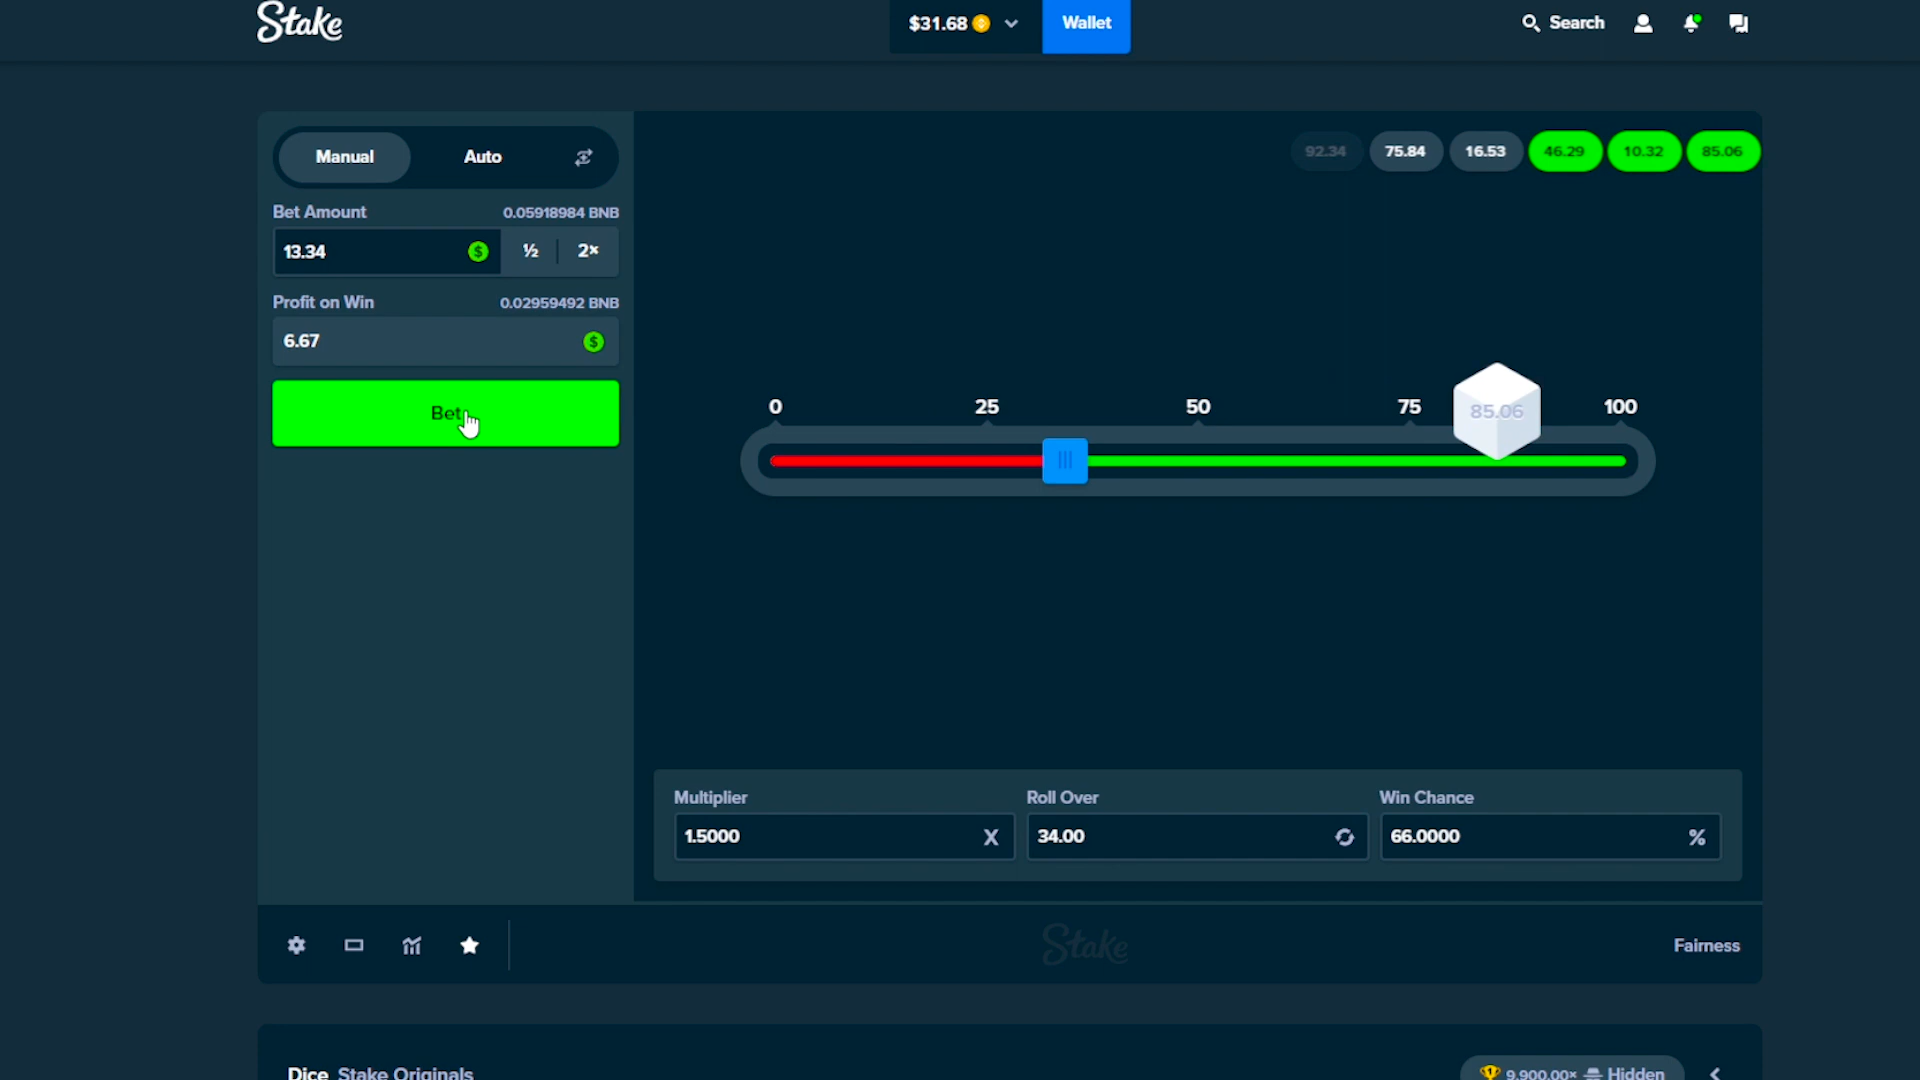 Stake
$31.68
Wallet
Search
Manual
Auto
92.34
75.84
16.53
46.29
10.32
85.06
Bet Amount
0.05918984 BNB
13.34
$
½
2×
Profit on Win
0.02959492 BNB
6.67
$
Bet
0
25
50
75
100
85.06
Multiplier
Roll Over
Win Chance
1.5000
X
34.00
66.0000
%
Stake
Fairness
Dice Stake Originals
9,900.00×
Hidden